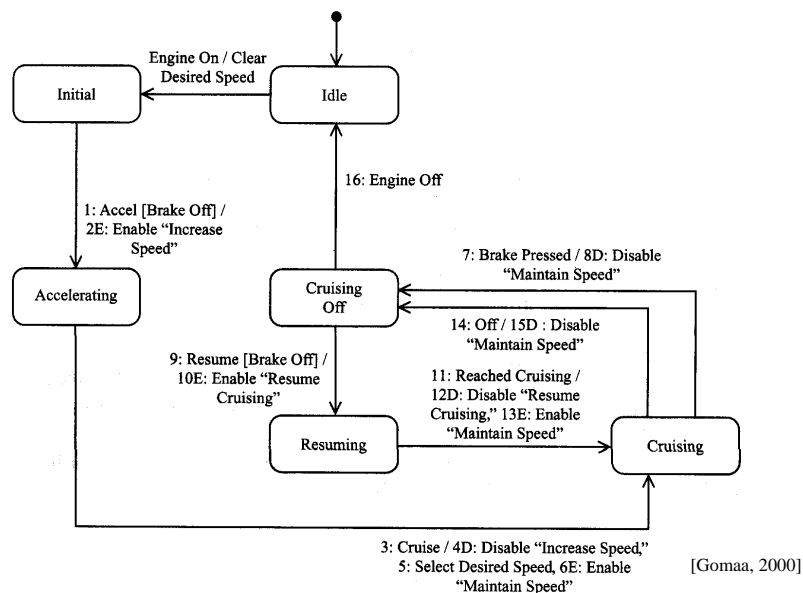 Engine On / Clear
Desired Speed
Initial
Idle
16: Engine Off
1: Accel [Brake Off] /
2E: Enable “Increase
Speed”
7: Brake Pressed / 8D: Disable
“Maintain Speed”
Accelerating
Cruising
Off
14: Off / 15D : Disable
“Maintain Speed”
9: Resume [Brake Off] /
10E: Enable “Resume
Cruising”
11: Reached Cruising /
12D: Disable “Resume
Cruising,” 13E: Enable
“Maintain Speed”
Resuming
Cruising
3: Cruise / 4D: Disable “Increase Speed,”
5: Select Desired Speed, 6E: Enable
“Maintain Speed”
[Gomaa, 2000]